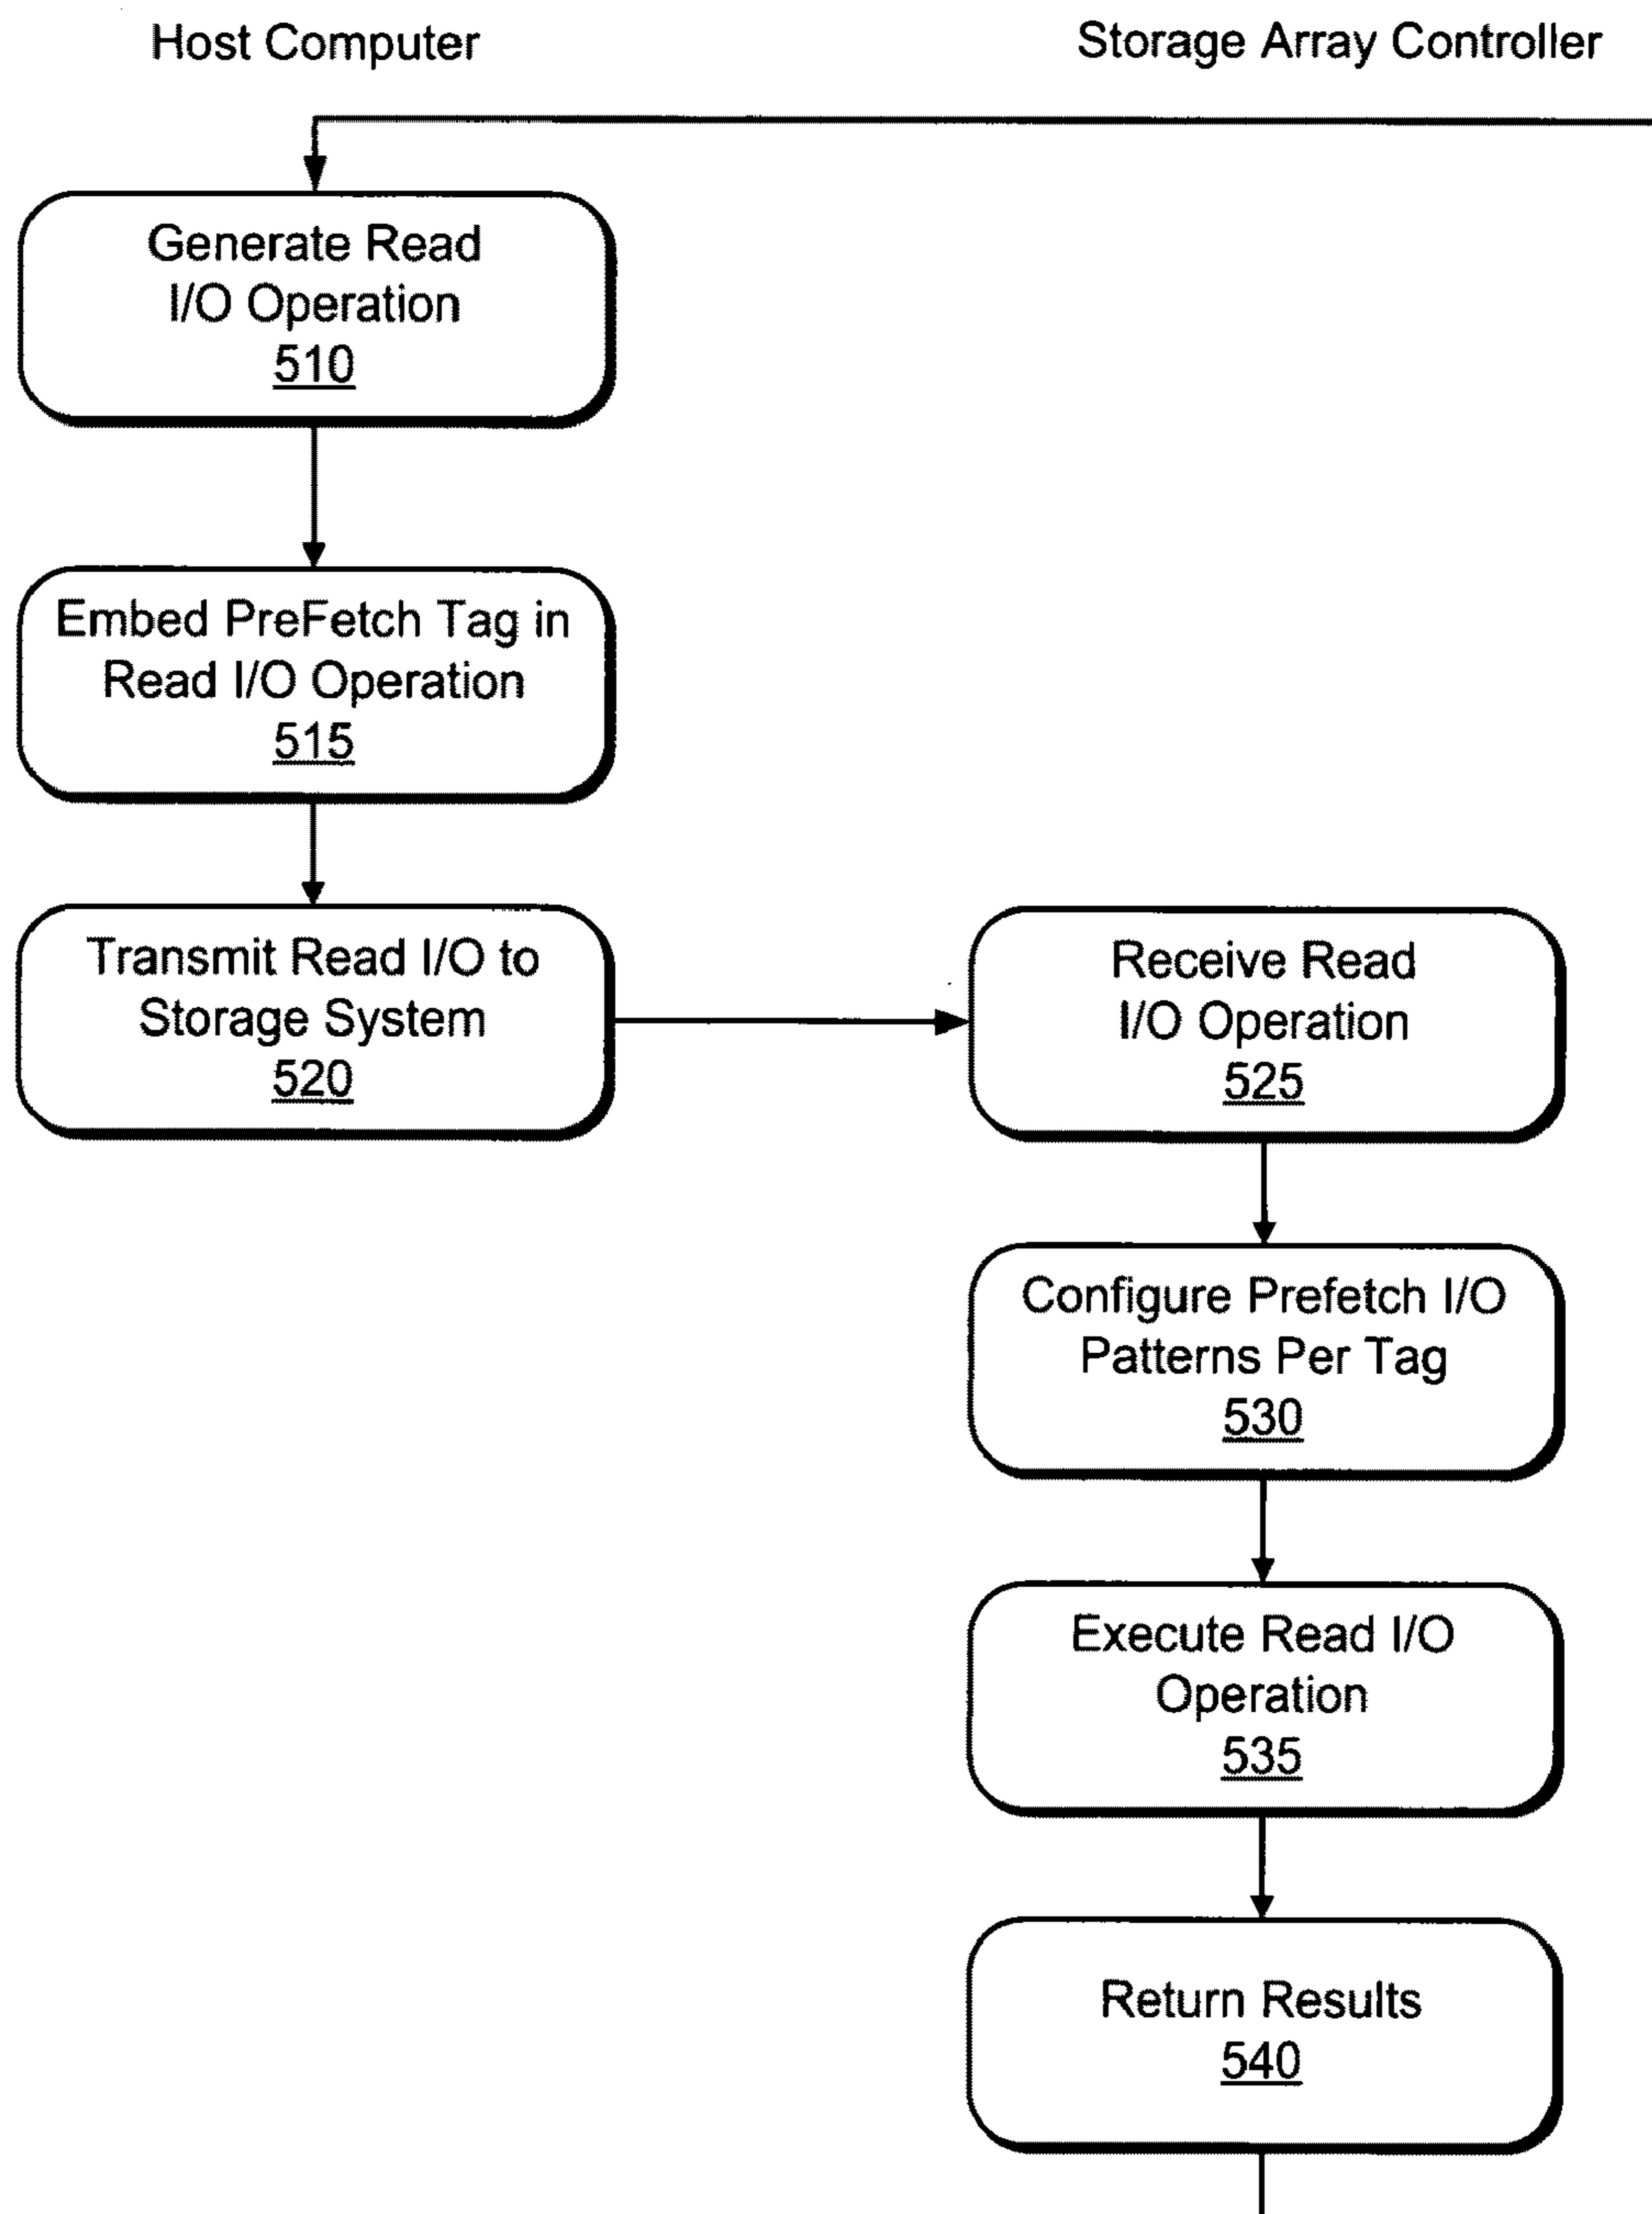 Host Computer
Storage Array Controller
Generate Read
I/O Operation
510
Embed PreFetch Tag in
Read I/O Operation
515
Transmit Read I/O to
Storage System
520
Receive Read
I/O Operation
525
Configure Prefetch I/O
Patterns Per Tag
530
Execute Read I/O
Operation
535
Return Results
540